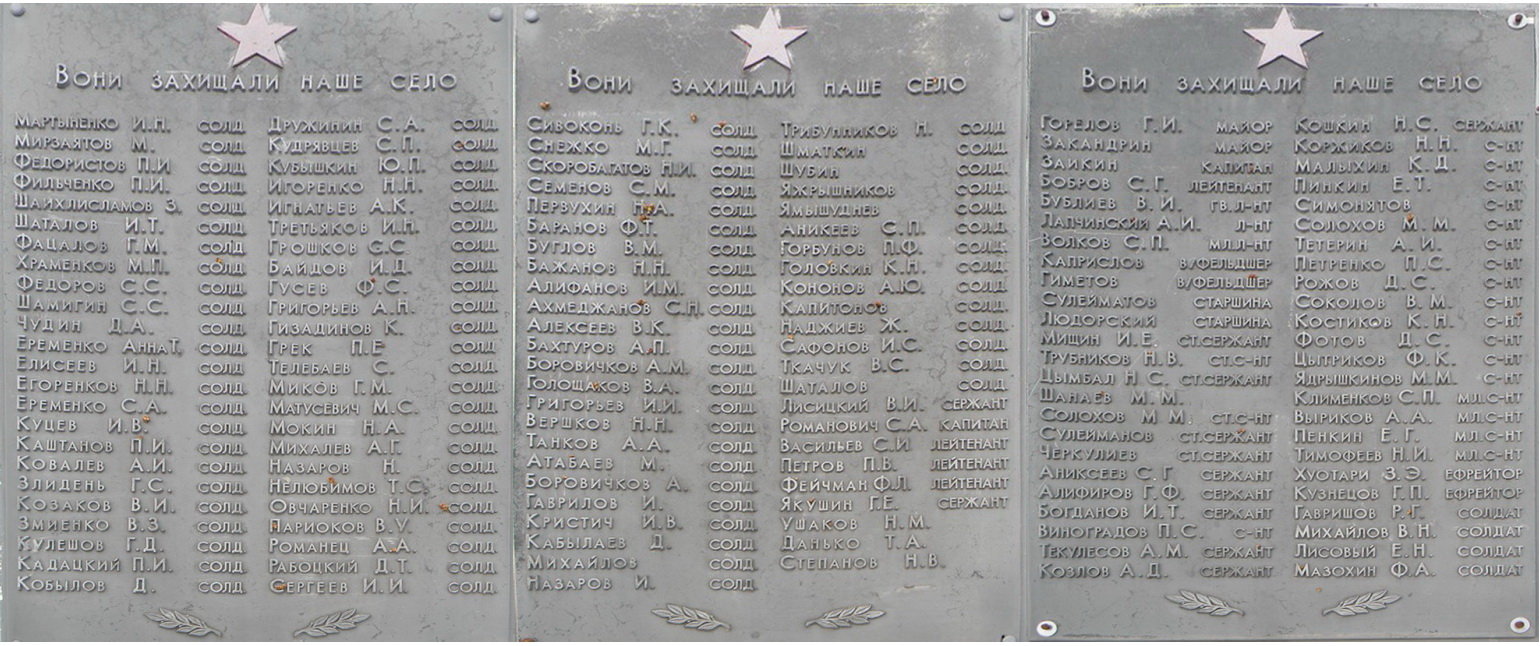 Вони захищали наше село
Мартыненко И.Н. солд.
Мирзаятов М. солд.
Федористов П.И солд.
Фильченко П.И. солд.
Шайхлисламов З. солд.
Шаталов И.Т. солд.
Фацалов Г.М. солд.
Храменков М.П. солд.
Федоров С.С. солд.
Шамигин С.С. солд.
Чудин Д.А. солд.
Еременко Анна Т. солд.
Елисеев И.Н. солд.
Егоренков Н.Н. солд.
Еременко С.А. солд.
Куцев И.В. солд.
Каштанов П.И. солд.
Ковалев А.И. солд.
Злидень Г.С. солд.
Козаков В.И. солд.
Змиенко В.З. солд.
Кулешов Г.Д. солд.
Кадацкий П.И. солд.
Кобылов Д. солд.
Дружинин С.А. солд.
Кудрявцев С.П. солд.
Кубышкин Ю.П. солд.
Игоренко Н.Н. солд.
Игнатьев А.К. солд.
Третьяков И.Н. солд.
Грошков С.С солд.
Байдов И.Д. солд.
Гусев Ф.С. солд.
Григорьев А.Н. солд.
Гизадинов К. солд.
Грек П.Е солд.
Телебаев С. солд.
Миков Г.М. солд.
Матусевич М.С. солд.
Мокин Н.А. солд.
Михалев А.Г. солд.
Назаров Н. солд.
Нелюбимов Т.С. солд.
Овчаренко Н.И. солд.
Париоков В.У. солд.
Романец А.А. солд.
Рабоцкий Д.Т. солд.
Сергеев И.И. солд.
Вони захищали наше село
Сивоконь Г.К. солд.
Снежко М.Г. солд.
Скоробагатов Н.И. солд.
Семенов С.М. солд.
Первухин Н.А. солд.
Баранов Ф.Т. солд.
Буглов В.М. солд.
Бажанов Н.Н. солд.
Алифанов И.М. солд.
Ахмеджанов С.Н. солд.
Алексеев В.К. солд.
Бахтуров А.П. солд.
Боровичков А.М. солд.
Голощаков В.А. солд.
Григорьев И.И. солд.
Вершков Н.Н. солд.
Танков А.А. солд.
Атабаев М. солд.
Боровичков А. солд.
Гаврилов И. солд.
Кристич И.В. солд.
Кабылаев Д. солд.
Михайлов солд.
Назаров И. солд.
Трибунников Н. солд.
Шматкин солд.
Шубин солд.
Яжрышников солд.
Ямышуднев солд.
Аникеев С.П. солд.
Горбунов П.Ф. солд.
Головкин К.Н. солд.
Кононов А.Ю. солд.
Капитонов солд.
Наджиев Ж. солд.
Сафонов И.С. солд.
Ткачук В.С. солд.
Шаталов солд.
Лисицкий В.И. сержант
Романович С.А. капитан
Васильев С.И. лейтенант
Петров П.В. лейтенант
Фейчман Ф.Л. лейтенант
Якушин Г.Е. сержант
Ушаков Н.М.
Данько Т.А.
Степанов Н.В.
Вони захищали наше село
Горелов Г.И. майор
Закандрин майор
Заикин капитан
Бобров С.Г. лейтенант
Бублиев В.И. гв.л-нт
Лапчинский А.И. л-нт
Волков С.П. мл.л-нт
Каприслов в/фельдшер
Гиметов в/фельдшер
Сулейматов старшина
Людорский старшина
Мищин И.Е. ст.сержант
Трубников Н.В. ст.с-нт
Цымбал Н.С. ст.сержант
Шанаев М.М.
Солохов М.М. ст.с-нт
Сулейманов ст.сержант
Черкулиев ст.сержант
Аниксеев С.Г. сержант
Алифиров Г.Ф. сержант
Богданов И.Т. сержант
Виноградов П.С. с-нт
Текулесов А.М. сержант
Козлов А.Д. сержант
Кошкин Н.С. сержант
Коржиков Н.Н. с-нт
Малыхин К.Д. с-нт
Пинкин Е.Т. с-нт
Симонятов с-нт
Солохов М.М. с-нт
Тетерин А.И. с-нт
Петренко П.С. с-нт
Рожов Д.С. с-нт
Соколов В.М. с-нт
Костиков К.Н. с-нт
Фотов Д.С. с-нт
Цытриков Ф.К. с-нт
Ядрышкинов М.М. с-нт
Клименков С.П. мл.с-нт
Выриков А.А. мл.с-нт
Пенкин Е.Г. мл.с-нт
Тимофеев Н.И. мл.с-нт
Хуотари З.Э. ефрейтор
Кузнецов Г.П. ефрейтор
Гавришов Р.Г. солдат
Михайлов В.Н. солдат
Лисовый Е.Н. солдат
Мазохин Ф.А. солдат